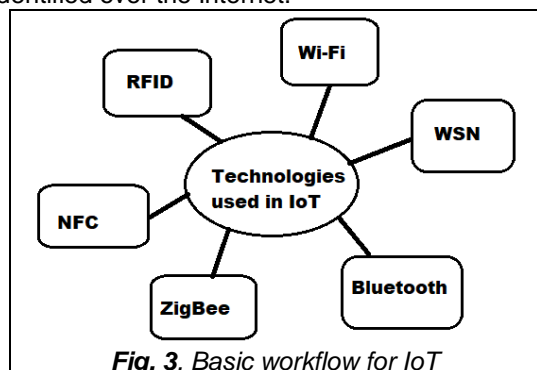 dentified over the Internet.
Wi-Fi
RFID
WSN
Technologies
used in IoT
NFC
Bluetooth
ZigBee
Fig. 3. Basic workflow for IoT